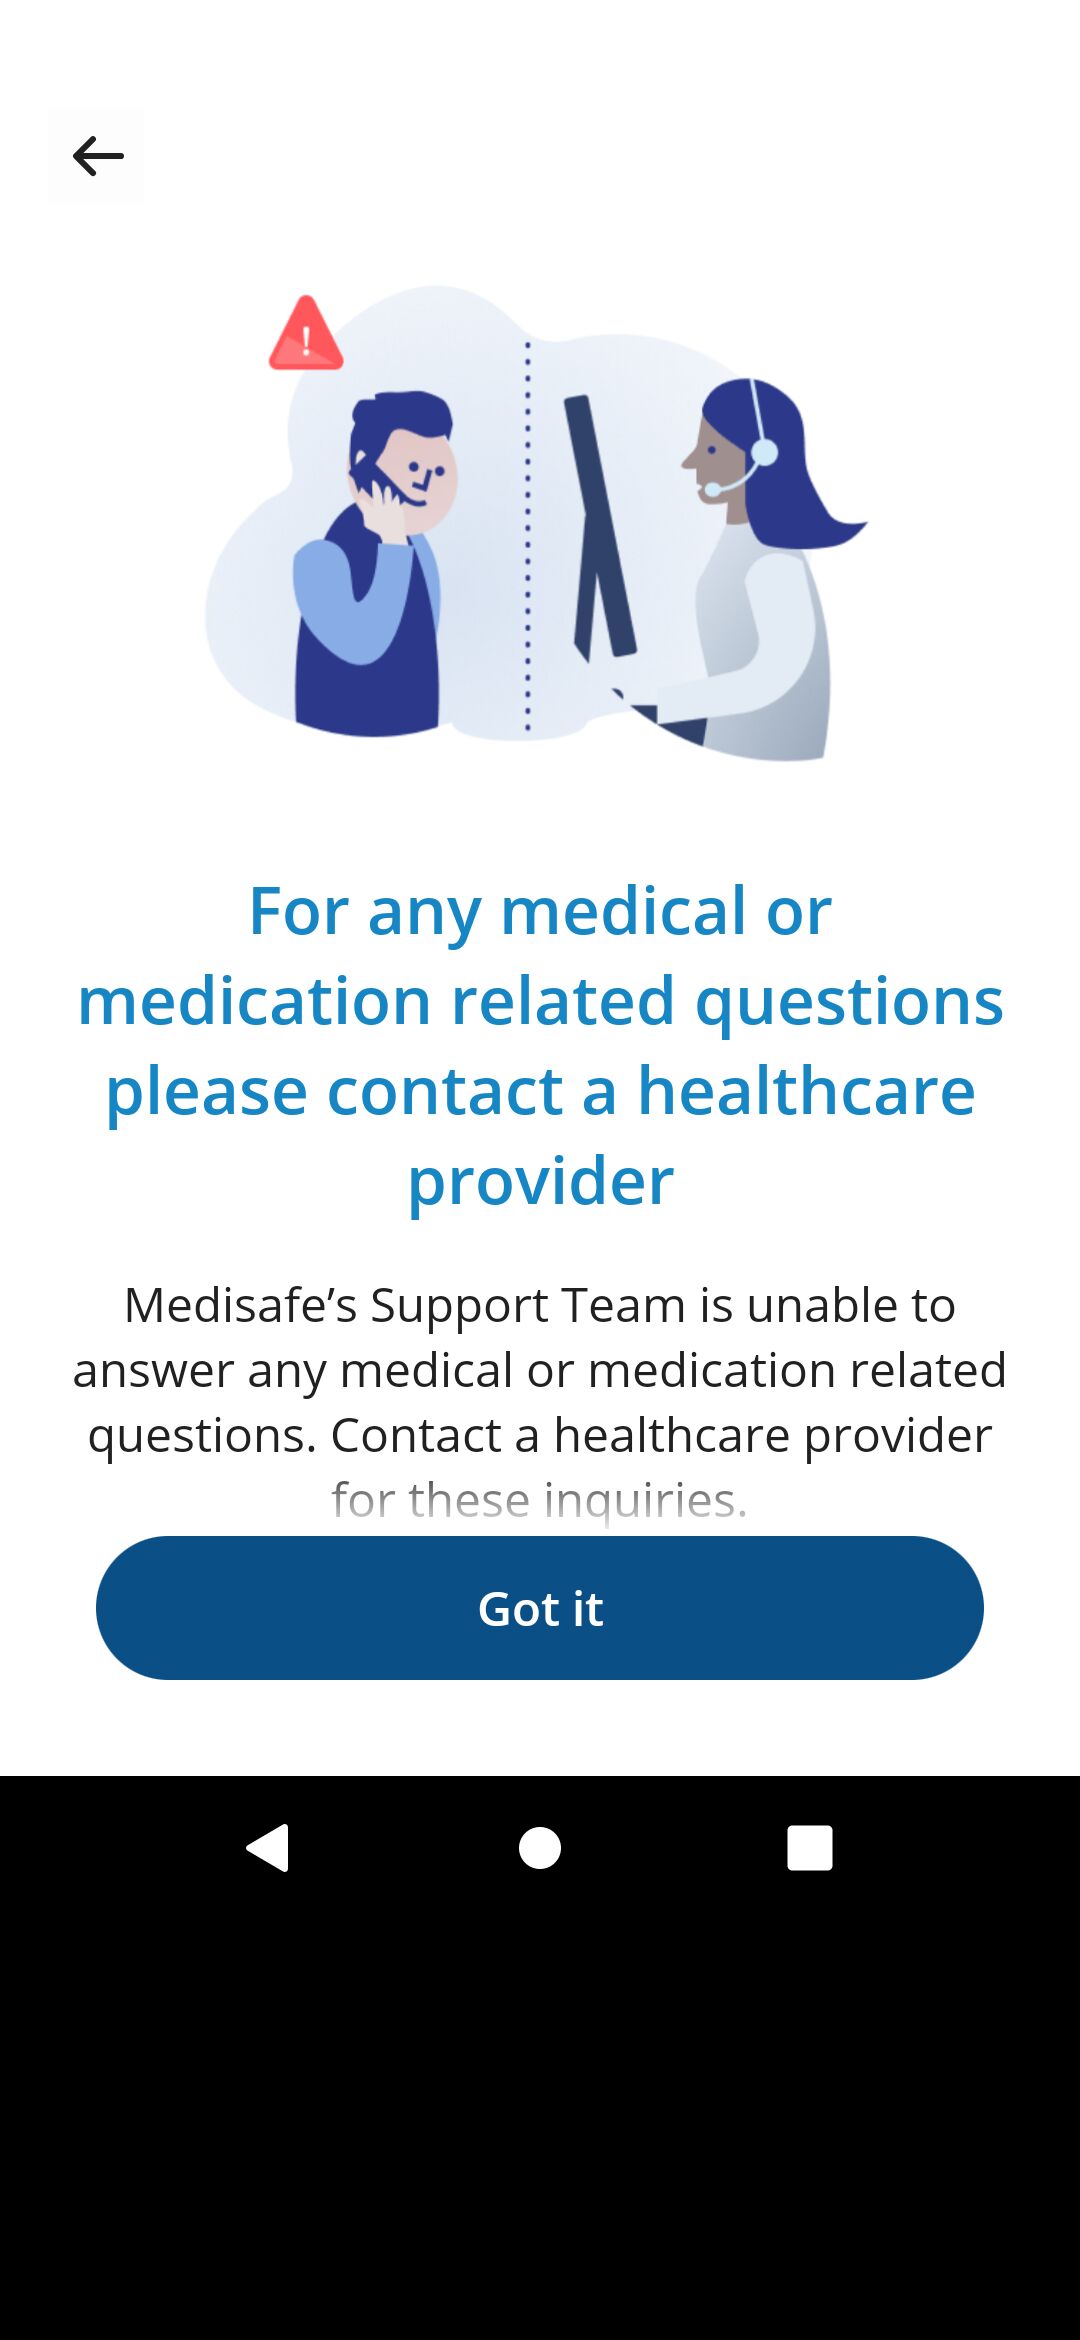 For any medical or
medication related questions
please contact a healthcare
provider
Medisafe’s Support Team is unable to
answer any medical or medication related
questions. Contact a healthcare provider
for these inquiries.
Got it